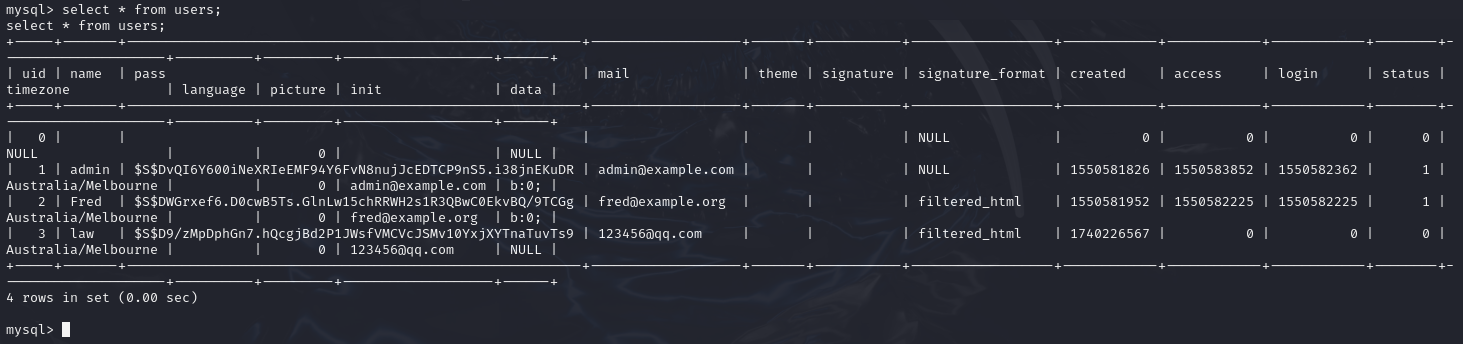 mysql> select * from users;
select * from users;
+-----+-------+---------------------------------------------------------+-------------------+-------+-----------+------------------+------------+------------+------------+--------+-
--------------------+----------+---------+-------------------+------+
| uid | name  | pass                                                    | mail              | theme | signature | signature_format | created    | access     | login      | status |
timezone            | language | picture | init              | data |
+-----+-------+---------------------------------------------------------+-------------------+-------+-----------+------------------+------------+------------+------------+--------+-
--------------------+----------+---------+-------------------+------+
|   0 |       |                                                         |                   |       |           | NULL             |          0 |          0 |          0 |      0 |
NULL                |          |       0 |                   | NULL |
|   1 | admin | $S$DvQI6Y600iNeXRIeEMF94Y6FvN8nujJcEDTCP9nS5.i38jnEKuDR | admin@example.com |       |           | NULL             | 1550581826 | 1550583852 | 1550582362 |      1 |
Australia/Melbourne |          |       0 | admin@example.com | b:0; |
|   2 | Fred  | $S$DWGrxef6.D0cwB5Ts.GlnLw15chRRWH2s1R3QBwC0EkvBQ/9TCGg | fred@example.org  |       |           | filtered_html    | 1550581952 | 1550582225 | 1550582225 |      1 |
Australia/Melbourne |          |       0 | fred@example.org  | b:0; |
|   3 | law   | $S$D9/zMpDphGn7.hQcgjBd2P1JWsfVMCVcJSMv10YxjXYTnaTuvTs9 | 123456@qq.com     |       |           | filtered_html    | 1740226567 |          0 |          0 |      0 |
Australia/Melbourne |          |       0 | 123456@qq.com     | NULL |
+-----+-------+---------------------------------------------------------+-------------------+-------+-----------+------------------+------------+------------+------------+--------+-
--------------------+----------+---------+-------------------+------+
4 rows in set (0.00 sec)
mysql>